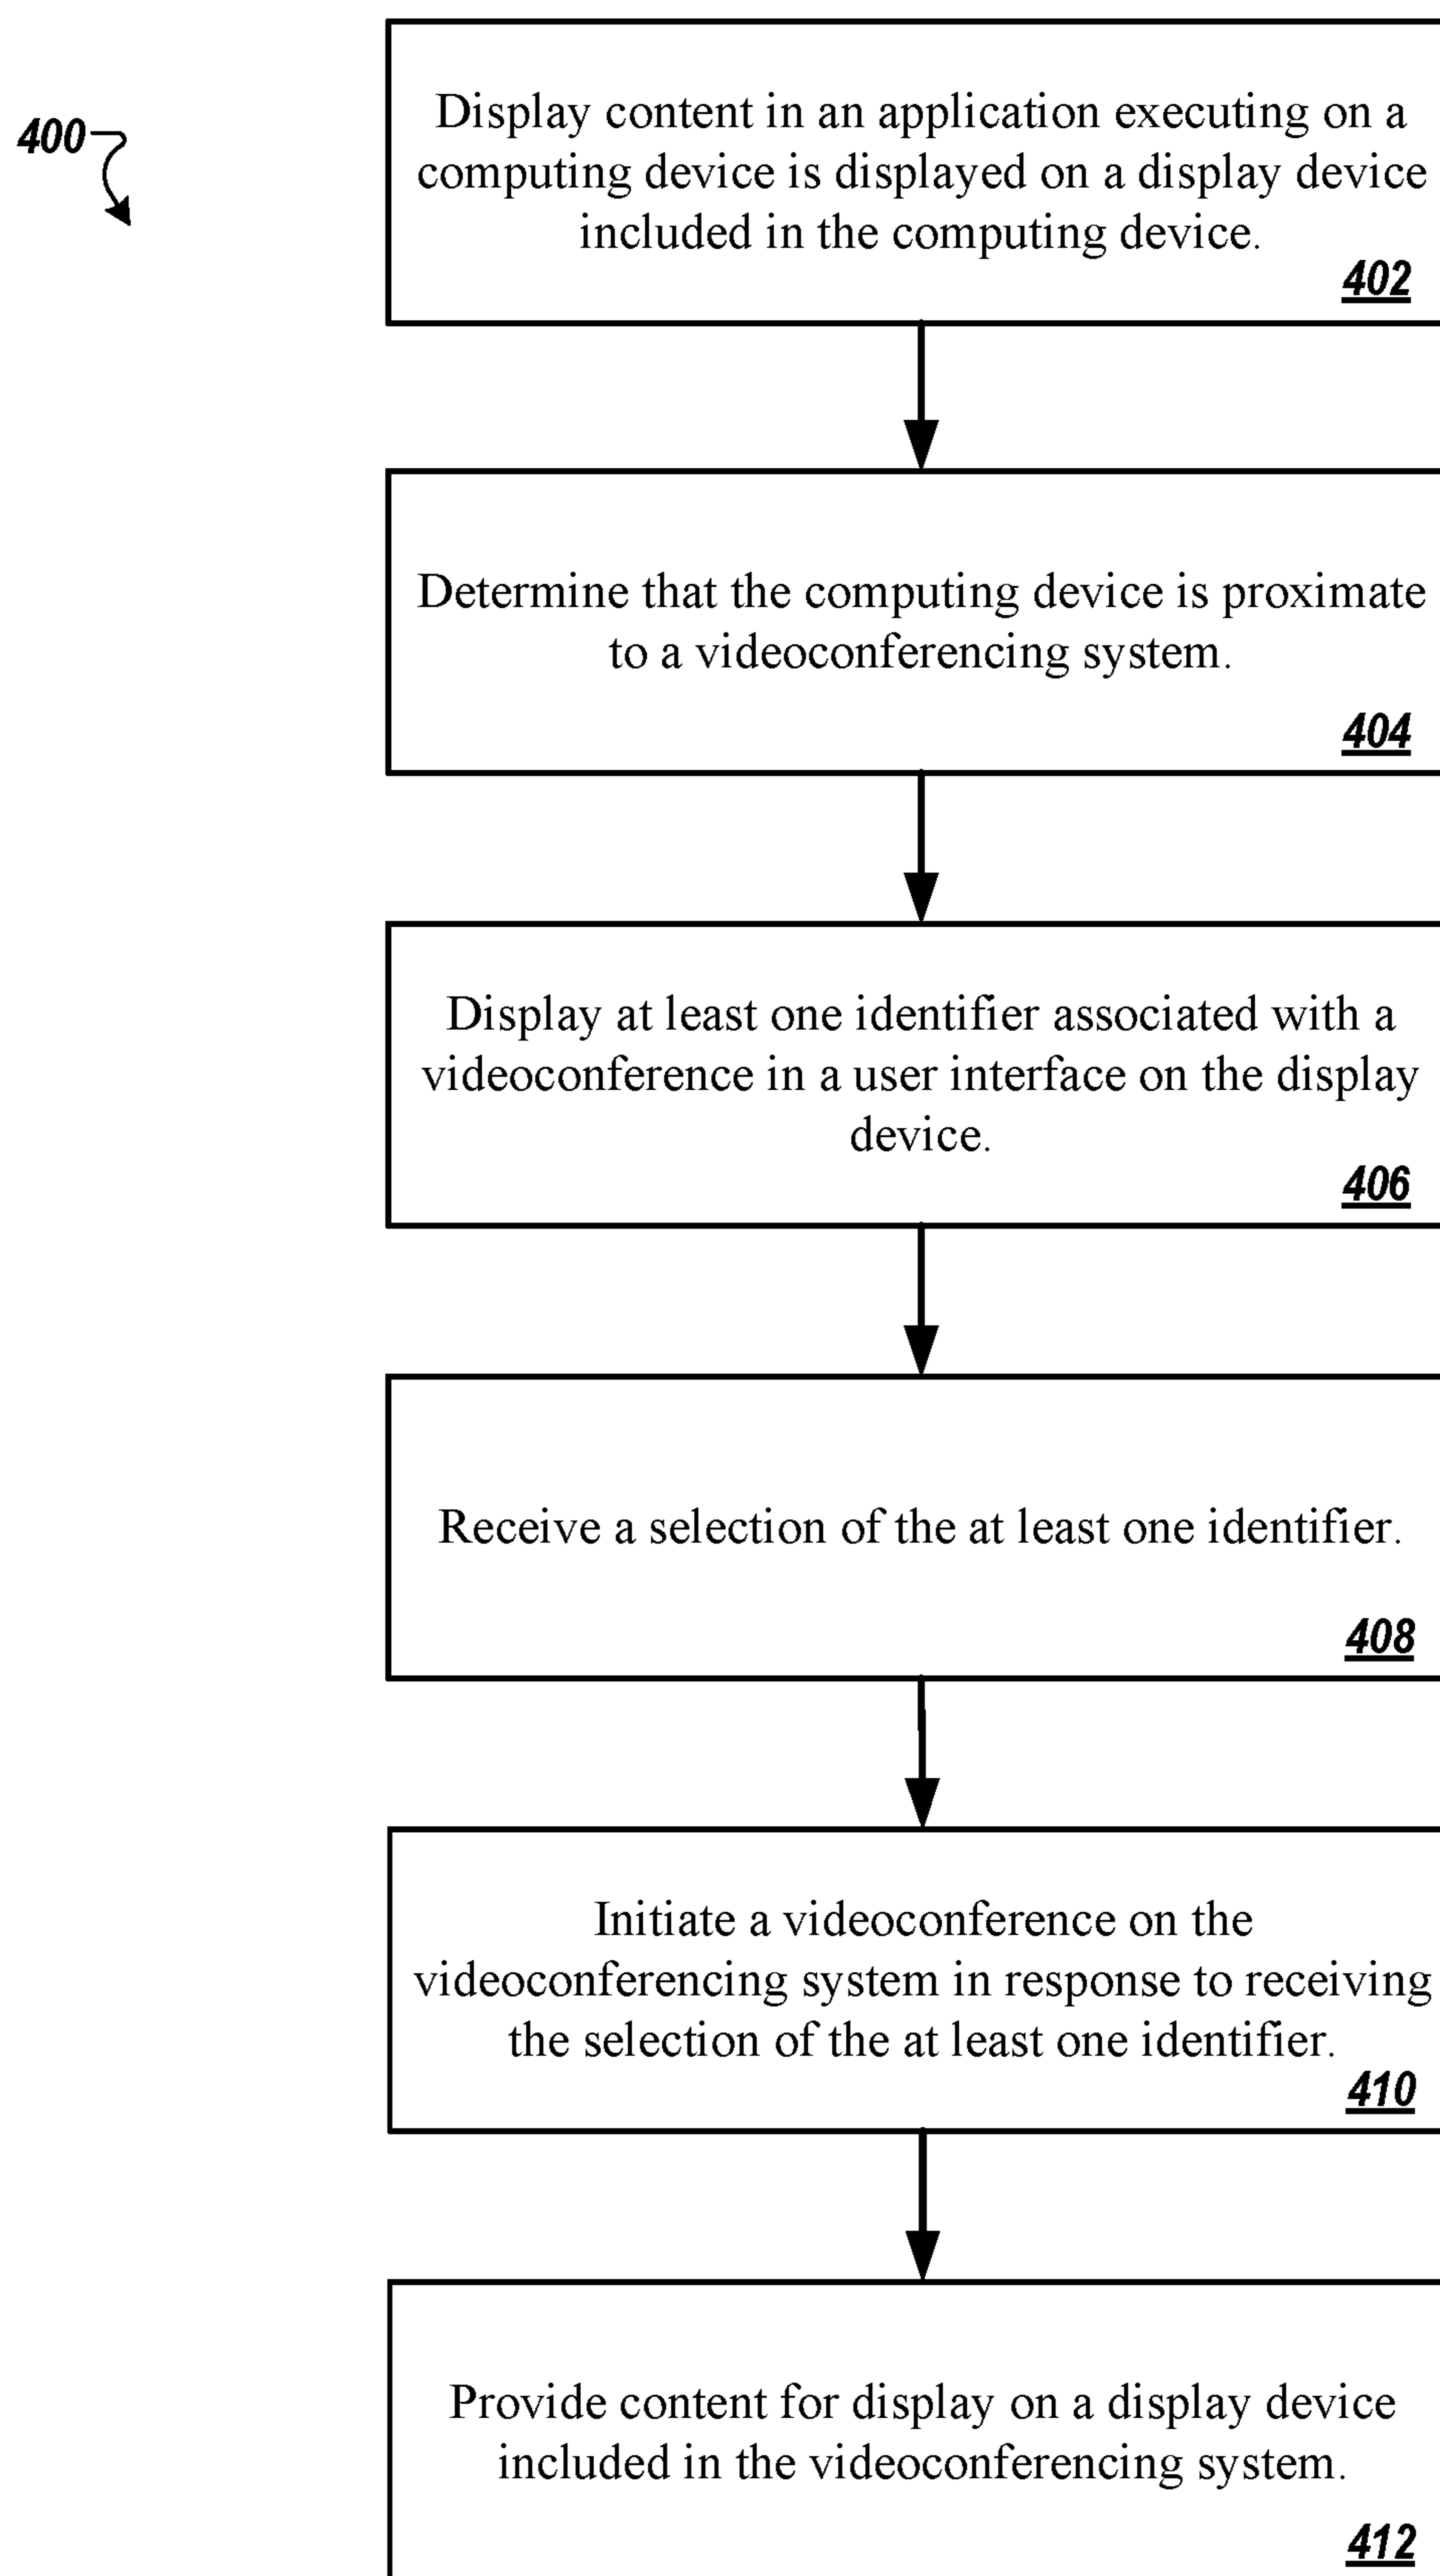 400
Display content in an application executing on a
computing device is displayed on a display device
included in the computing device.
402
Determine that the computing device is proximate
to a videoconferencing system.
404
Display at least one identifier associated with a
videoconference in a user interface on the display
device.
406
Receive a selection of the at least one identifier.
408
Initiate a videoconference on the
videoconferencing system in response to receiving
the selection of the at least one identifier.
410
Provide content for display on a display device
included in the videoconferencing system.
412